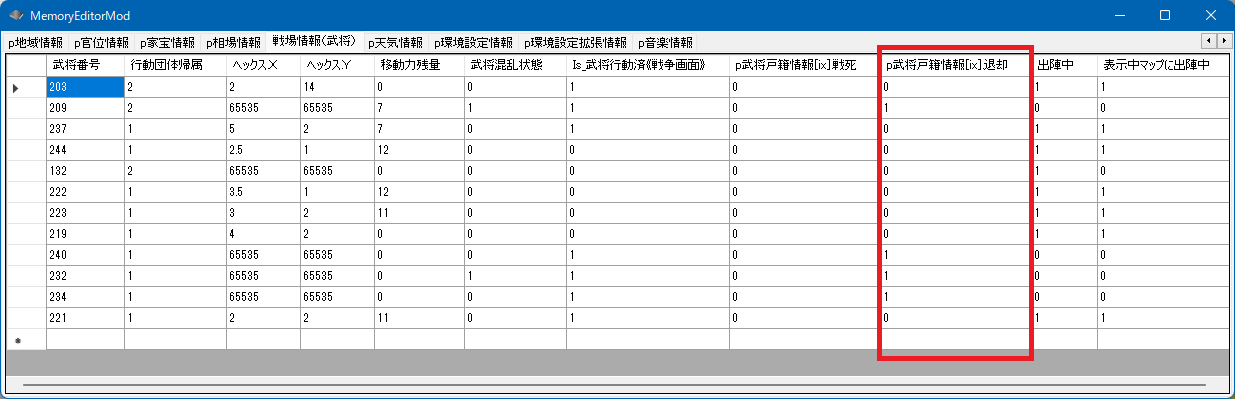 MemoryEditorMod
p地域情報 p官位情報 p家宝情報 p相場情報 戦場情報(武将) p天気情報 p環境設定情報 p環境設定拡張情報 p音楽情報
武将番号 行動団体帰属 ヘックスX ヘックスY 移動力残量 武将混乱状態 Is_武将行動済《戦争画面》 p武将戸籍情報[ix]戦死 p武将戸籍情報[ix]退却 出陣中 表示中マップに出陣中
203 2 2 14 0 0 1 0 0 1 1
209 2 65535 65535 7 1 1 0 1 0 0
237 1 5 2 7 0 1 0 0 1 1
244 1 2.5 1 12 0 0 0 0 1 1
132 2 65535 65535 0 0 1 0 0 1 0
222 1 3.5 1 12 0 1 0 0 1 1
223 1 3 2 11 0 0 0 0 1 1
219 1 4 2 0 0 1 0 0 1 1
240 1 65535 65535 0 0 1 0 1 0 0
232 1 65535 65535 0 1 1 0 1 0 0
234 1 65535 65535 0 0 1 0 1 0 0
221 1 2 2 11 0 1 0 0 1 1